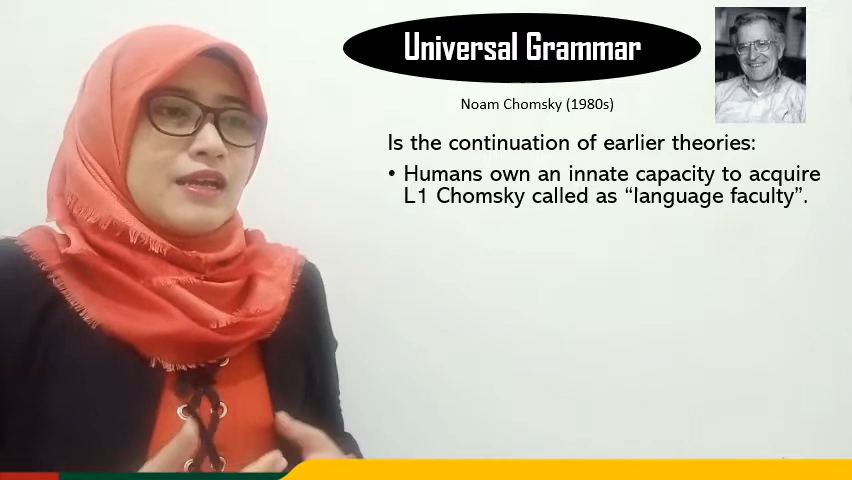 Universal Grammar
Noam Chomsky (1980s)
Is the continuation of earlier theories:
• Humans own an innate capacity to acquire
L1 Chomsky called as “language faculty”.